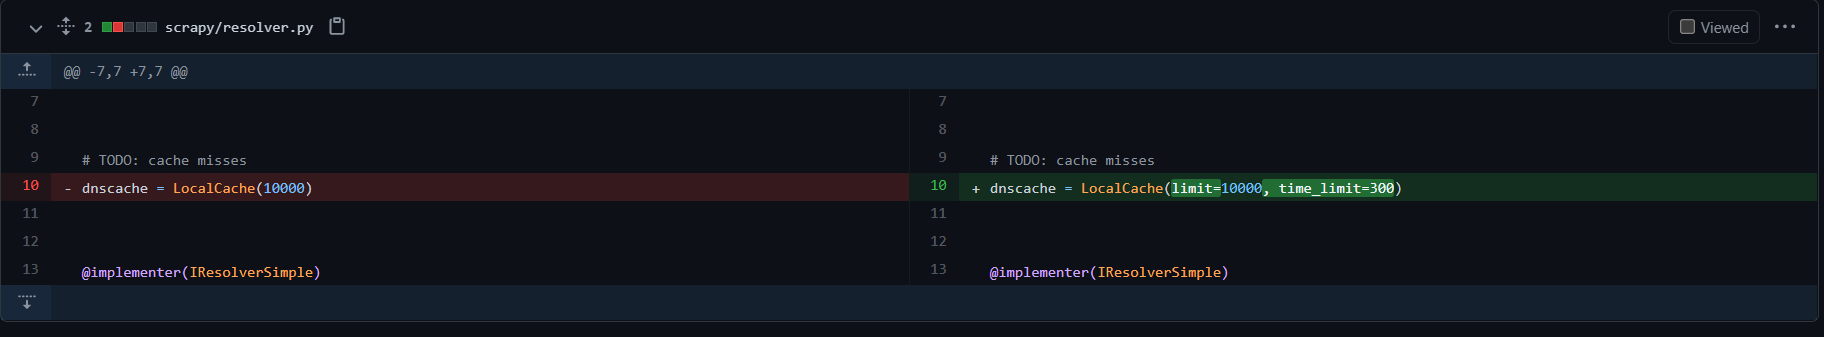 2 scrapy/resolver.py Viewed
@@ -7,7 +7,7 @@
7 7
8 8
9 # TODO: cache misses 9 # TODO: cache misses
10 - dnscache = LocalCache(10000) 10 + dnscache = LocalCache(limit=10000, time_limit=300)
11 11
12 12
13 @implementer(IResolverSimple) 13 @implementer(IResolverSimple)